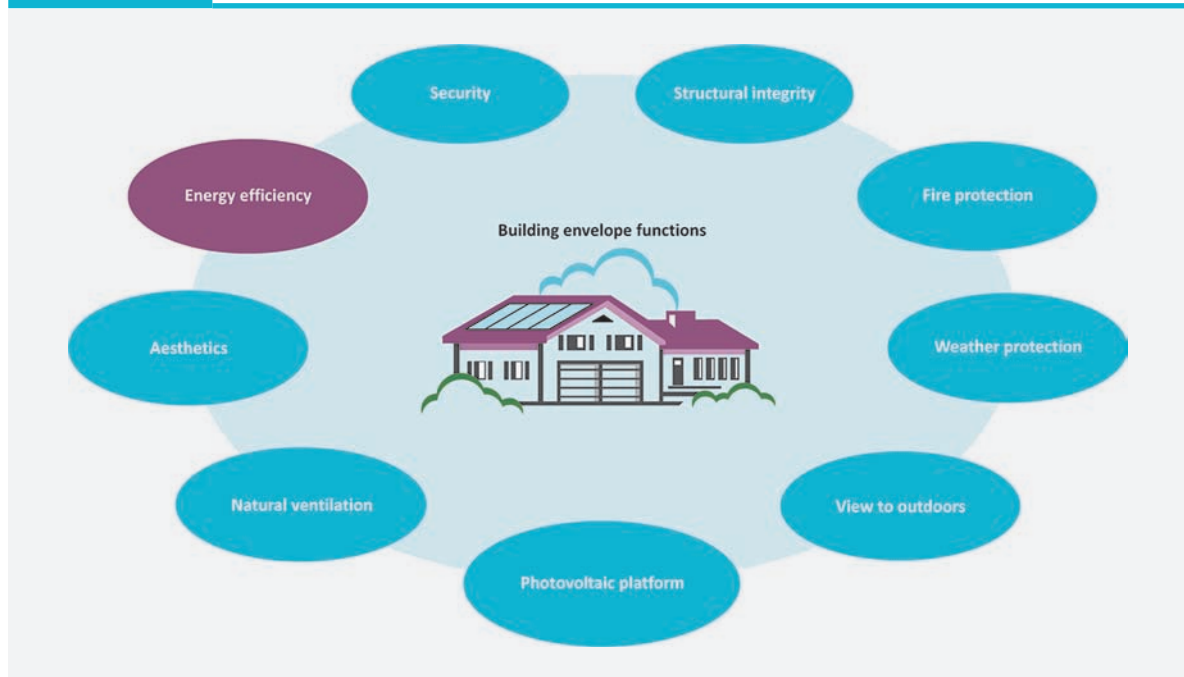 Security
Structural integrity
Energy efficiency
Fire protection
Building envelope functions
Aesthetics
Weather protection
Natural ventilation
View to outdoors
Photovoltaic platform